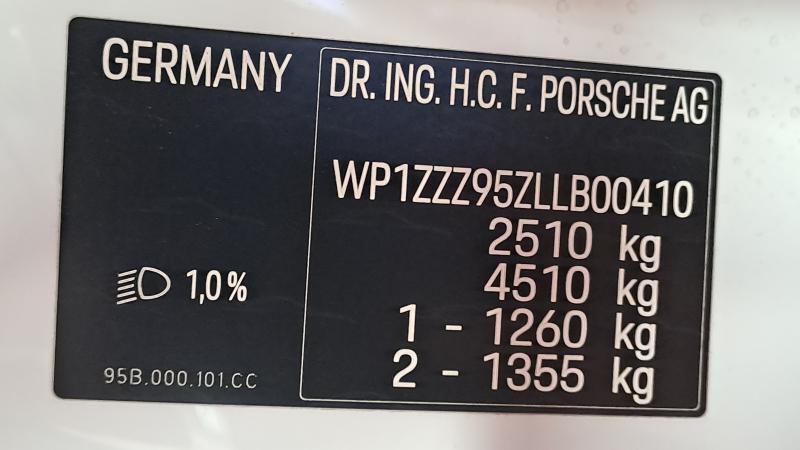 GERMANY
DR. ING. H.C. F. PORSCHE AG
WP1ZZZ95ZLLB00410
2510 kg
4510 kg
1 - 1260 kg
2 - 1355 kg
1,0%
95B.000.101.CC